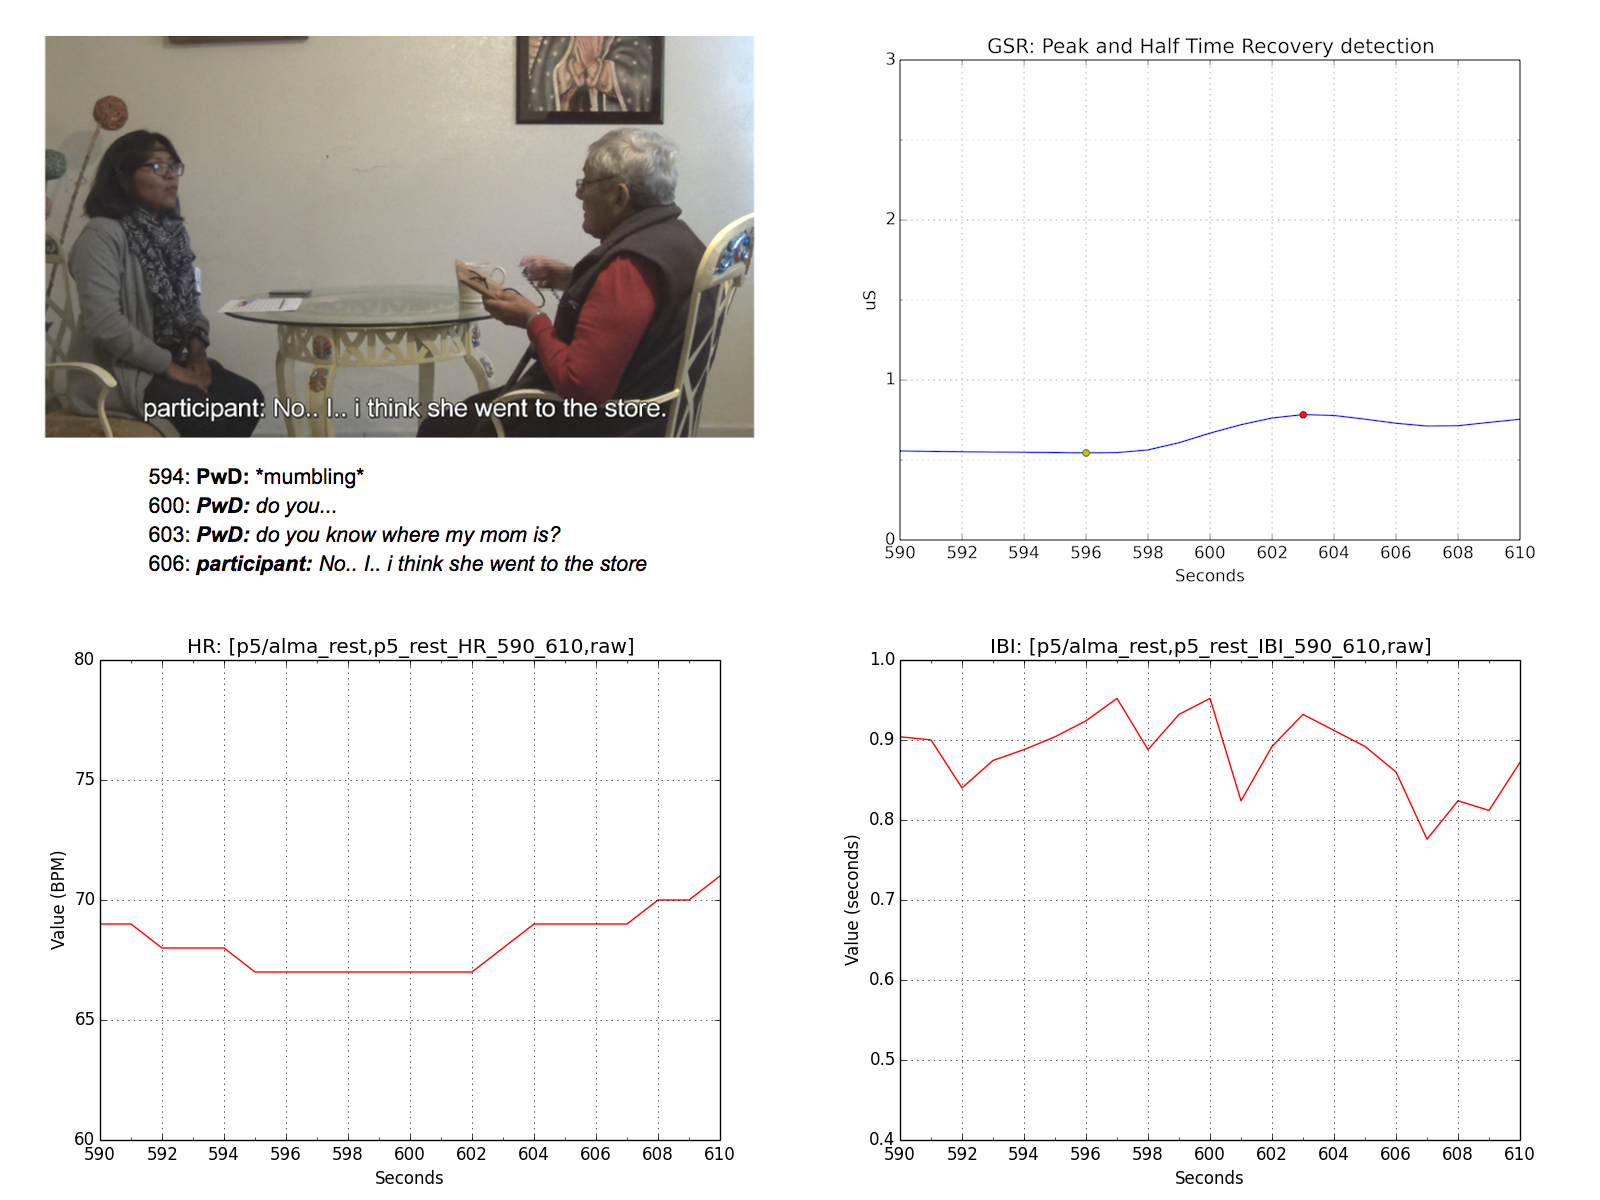 participant: No.. I.. i think she went to the store.
594: PwD: *mumbling*
600: PwD: do you...
603: PwD: do you know where my mom is?
606: participant: No.. I.. i think she went to the store
GSR: Peak and Half Time Recovery detection
3
2
1
0
uS
590 592 594 596 598 600 602 604 606 608 610
Seconds
HR: [p5/alma_rest,p5_rest_HR_590_610,raw]
80
75
70
65
60
Value (BPM)
590 592 594 596 598 600 602 604 606 608 610
Seconds
IBI: [p5/alma_rest,p5_rest_IBI_590_610,raw]
1.0
0.9
0.8
0.7
0.6
0.5
0.4
Value (seconds)
590 592 594 596 598 600 602 604 606 608 610
Seconds